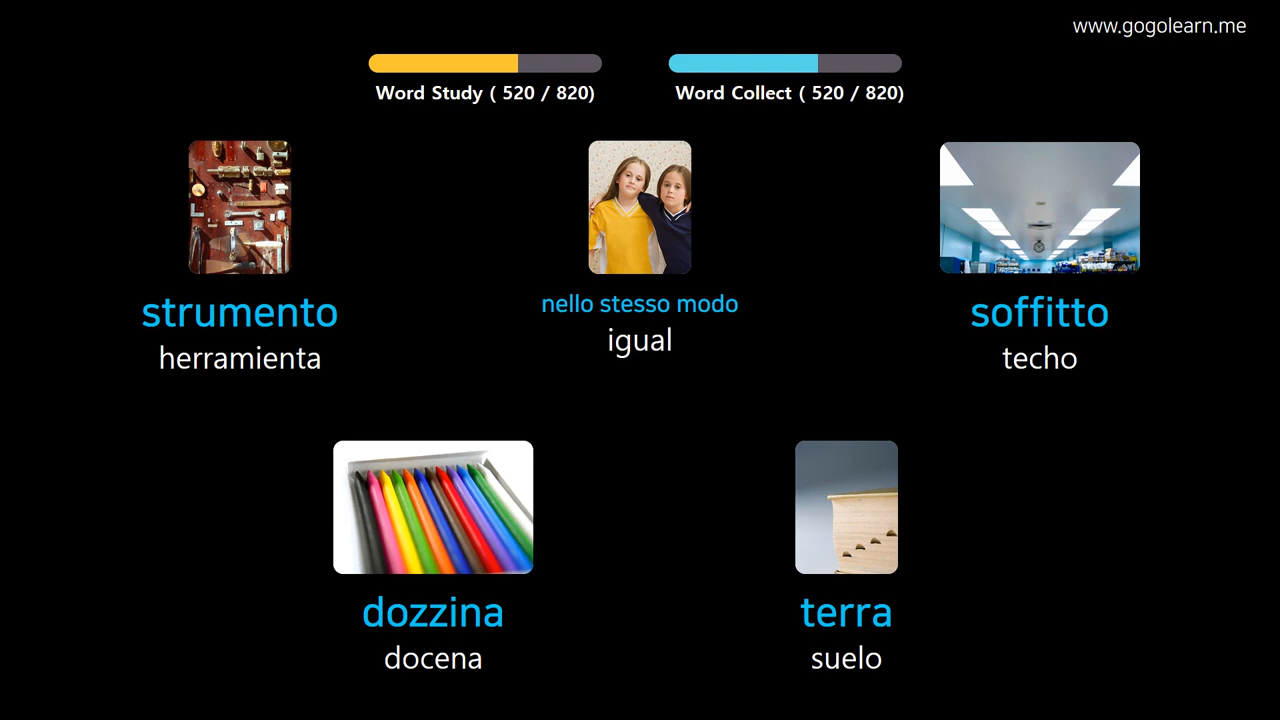 www.gogolearn.me
Word Study ( 520 / 820)
Word Collect ( 520 / 820)
strumento
herramienta
nello stesso modo
igual
soffitto
techo
dozzina
docena
terra
suelo